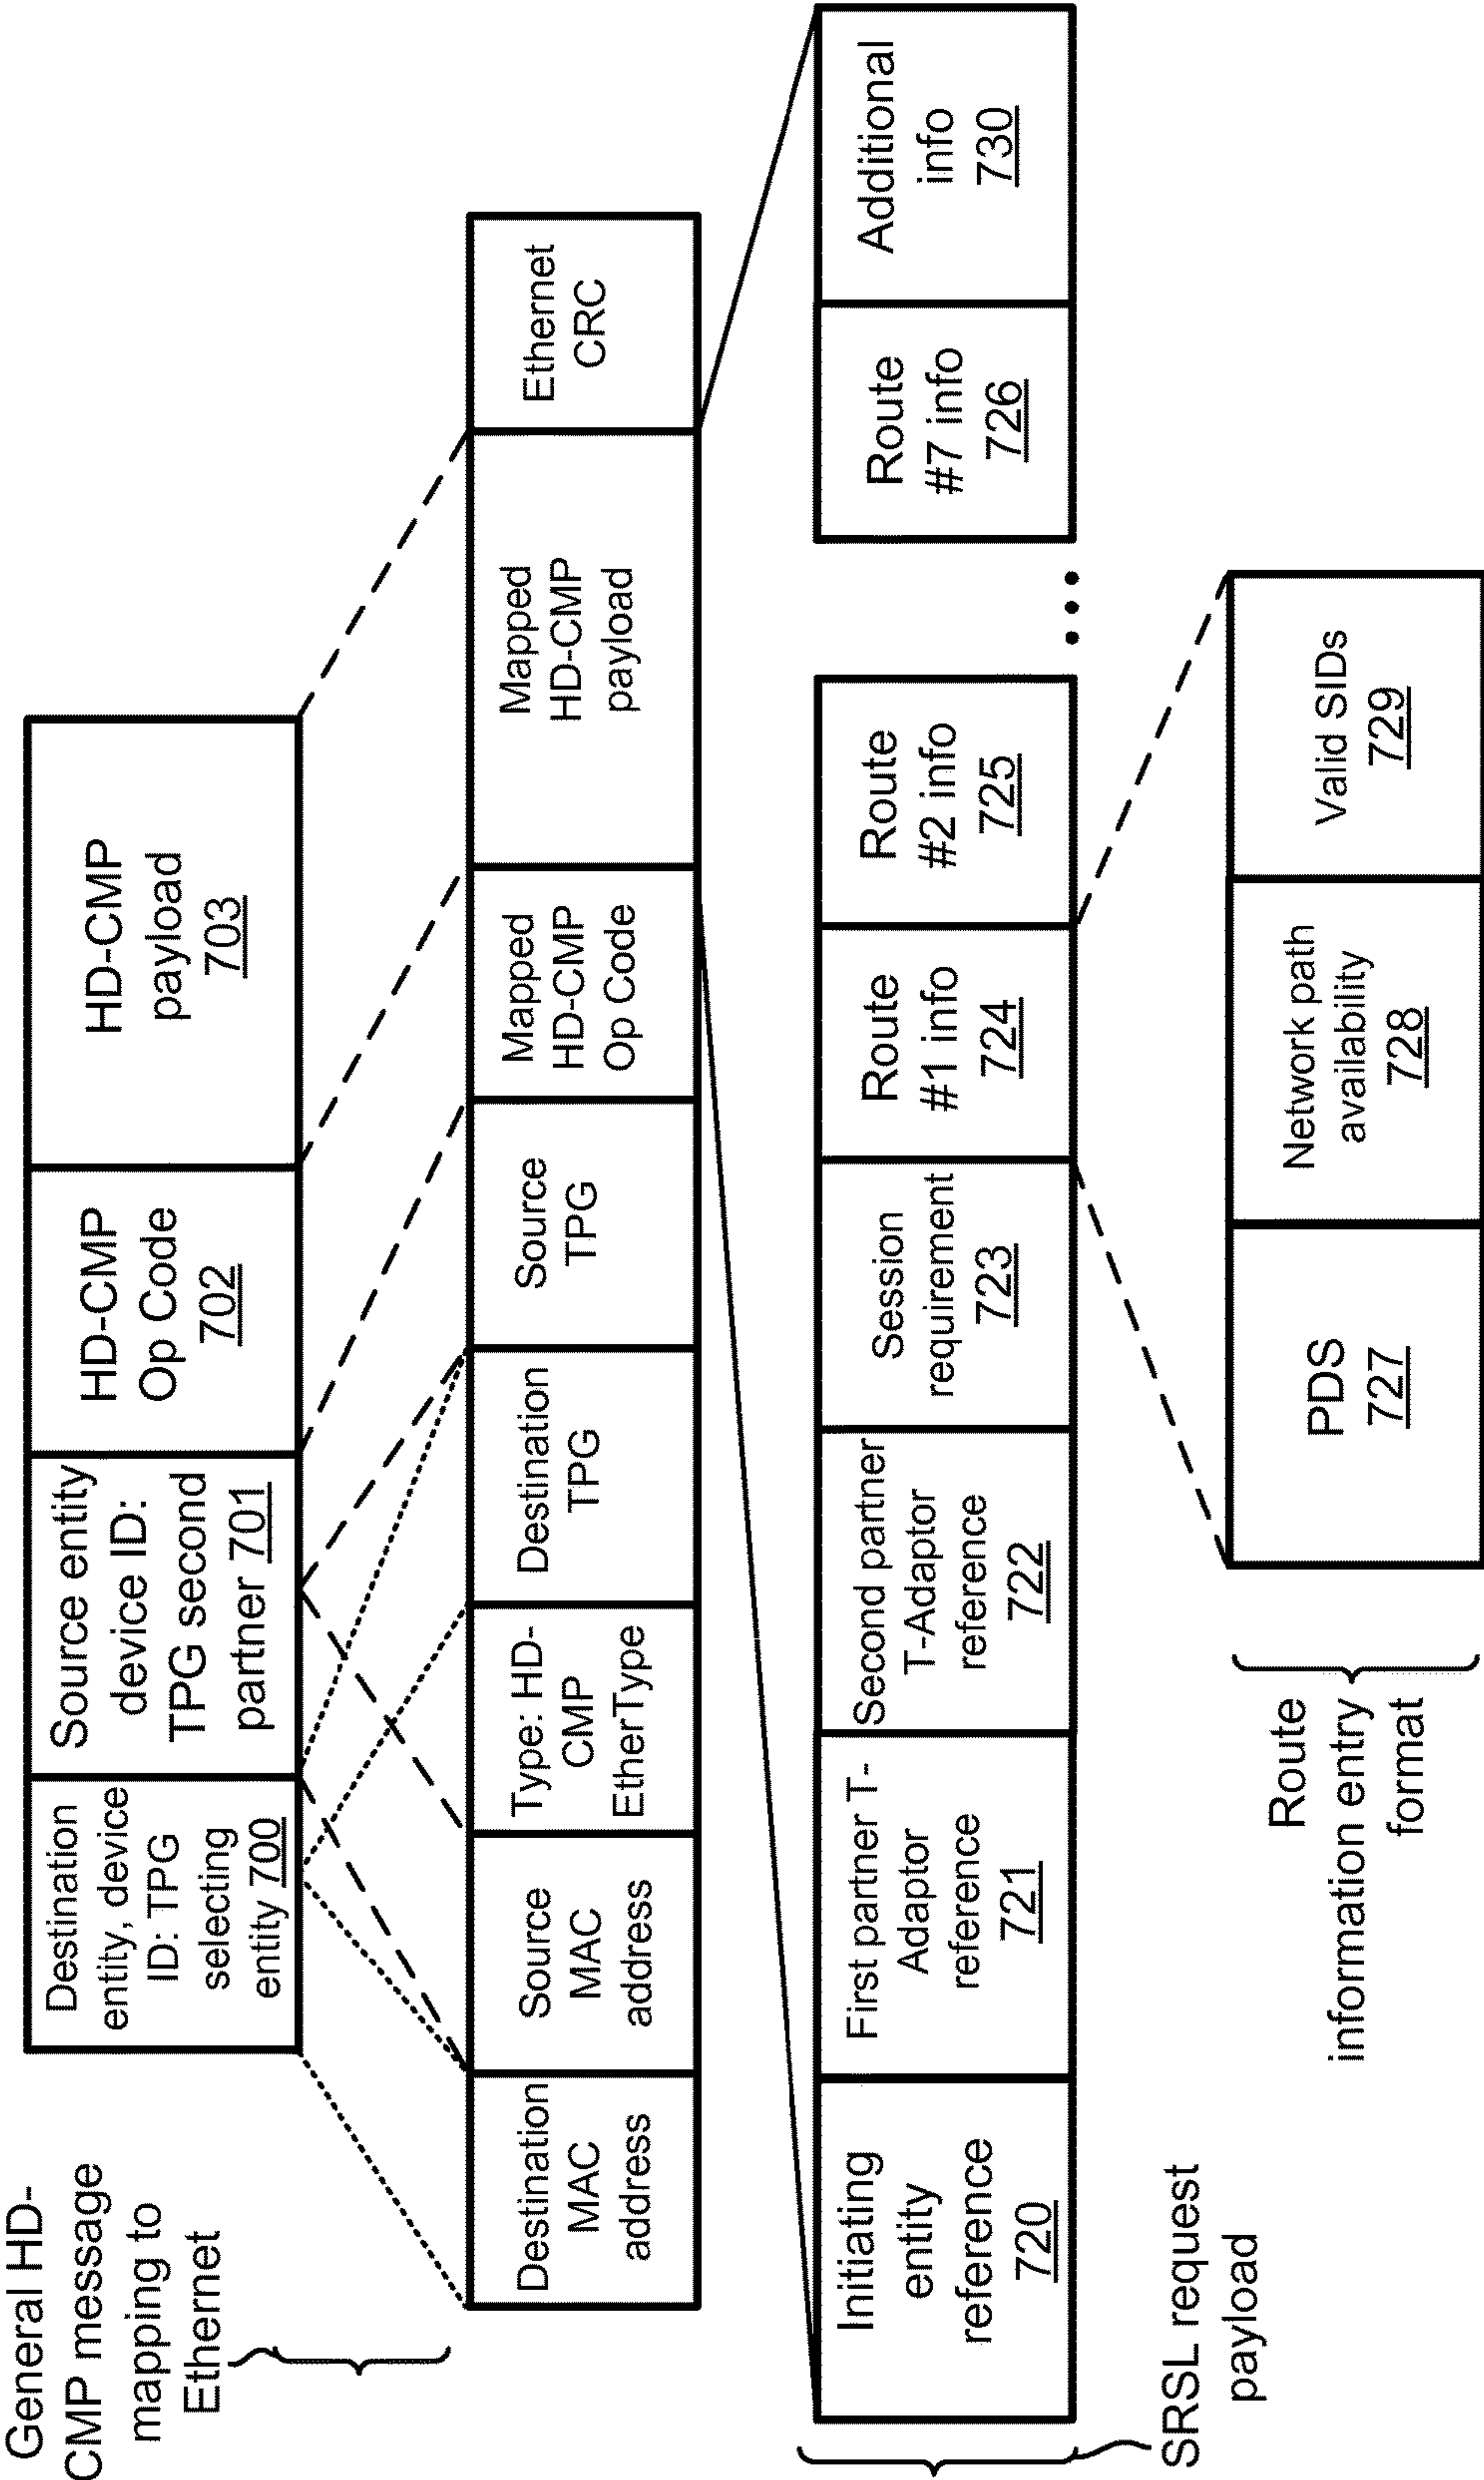 General HD-
CMP message
mapping to
Ethernet
Destination
entity, device
ID: TPG
selecting
entity 700
Source entity
device ID:
TPG second
partner 701
HD-CMP
Op Code
702
HD-CMP
payload
703
Destination
MAC
address
Source
MAC
address
Type: HD-
CMP
EtherType
Destination
TPG
Source
TPG
Mapped
HD-CMP
Op Code
Mapped
HD-CMP
payload
Ethernet
CRC
Initiating
entity
reference
720
First partner T-
Adaptor
reference
721
Second partner
T-Adaptor
reference
722
Session
requirement
723
Route
#1 info
724
Route
#2 info
725
...
Route
#7 info
726
Additional
info
730
SRSL request
payload
Route
information entry
format
PDS
727
Network path
availability
728
Valid SIDs
729